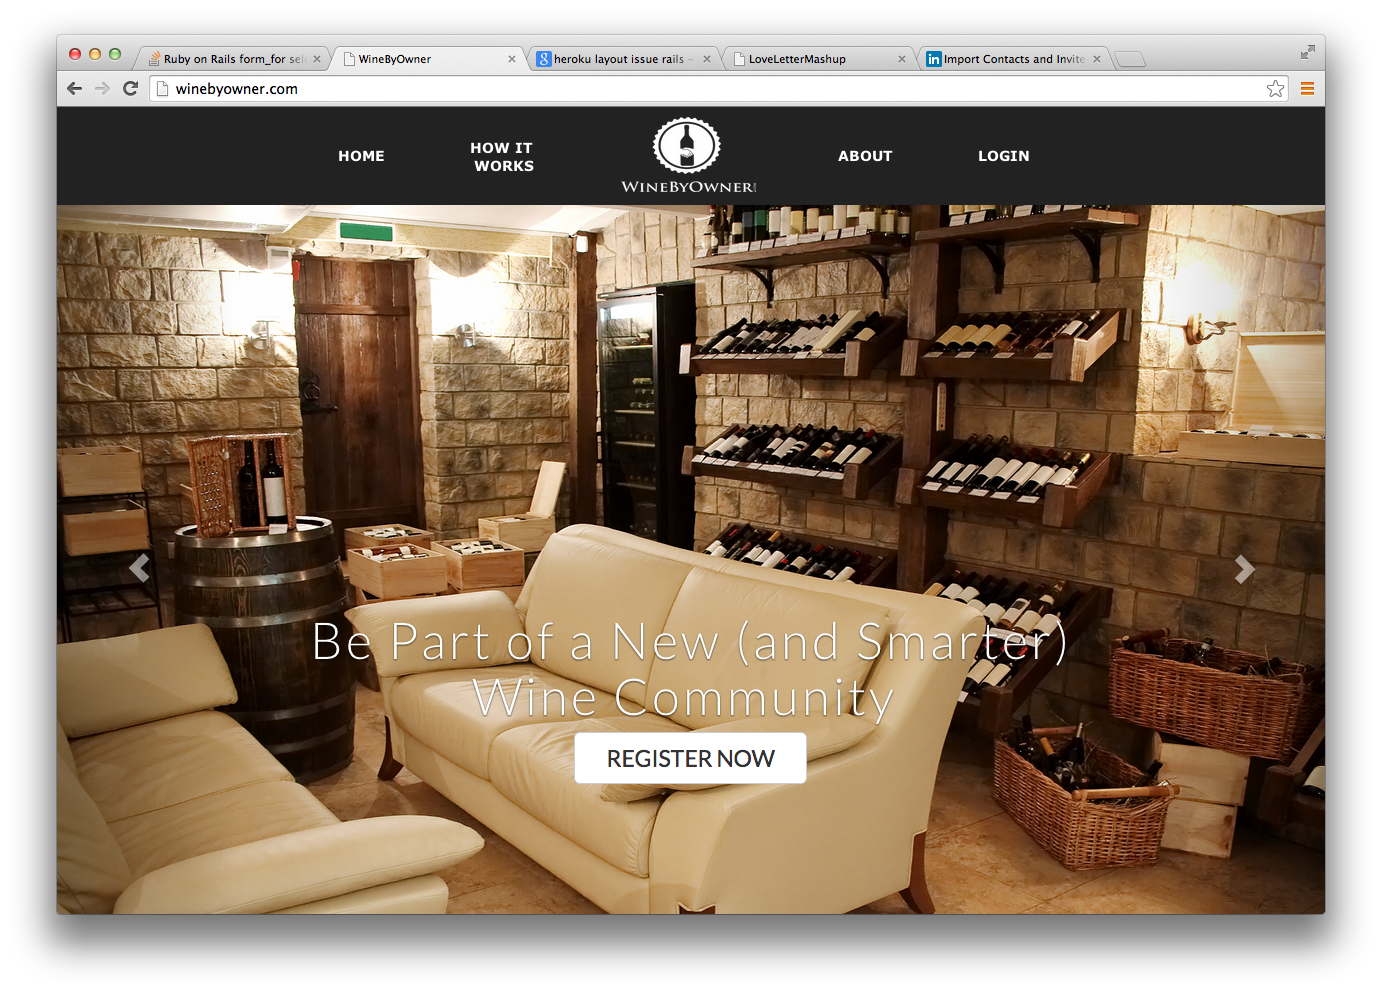 Ruby on Rails form_for sel
WineByOwner
heroku layout issue rails -
LoveLetterMashup
Import Contacts and Invite
winebyowner.com
HOME
HOW IT
WORKS
WINEBYOWNER
ABOUT
LOGIN
Be Part of a New (and Smarter)
Wine Community
REGISTER NOW